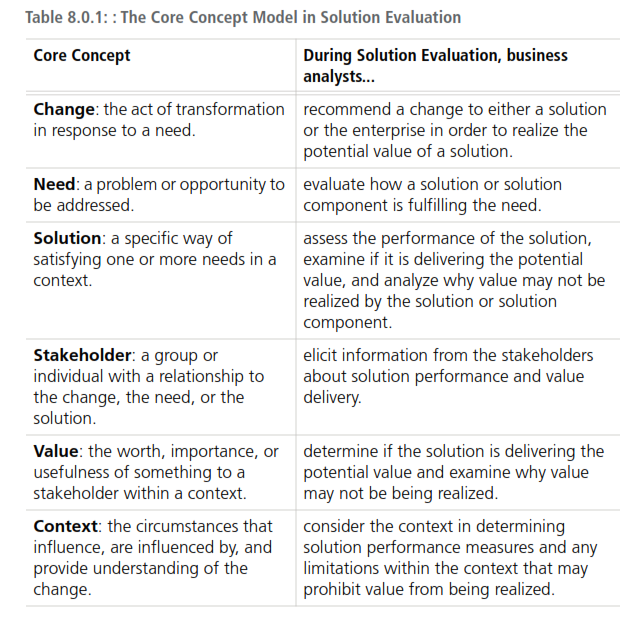 Table 8.0.1: : The Core Concept Model in Solution Evaluation
Core Concept
During Solution Evaluation, business
analysts...
Change: the act of transformation
in response to a need.
recommend a change to either a solution
or the enterprise in order to realize the
potential value of a solution.
Need: a problem or opportunity to
be addressed.
evaluate how a solution or solution
component is fulfilling the need.
Solution: a specific way of
satisfying one or more needs in a
context.
assess the performance of the solution,
examine if it is delivering the potential
value, and analyze why value may not be
realized by the solution or solution
component.
Stakeholder: a group or
individual with a relationship to
the change, the need, or the
solution.
elicit information from the stakeholders
about solution performance and value
delivery.
Value: the worth, importance, or
usefulness of something to a
stakeholder within a context.
determine if the solution is delivering the
potential value and examine why value
may not be being realized.
Context: the circumstances that
influence, are influenced by, and
provide understanding of the
change.
consider the context in determining
solution performance measures and any
limitations within the context that may
prohibit value from being realized.